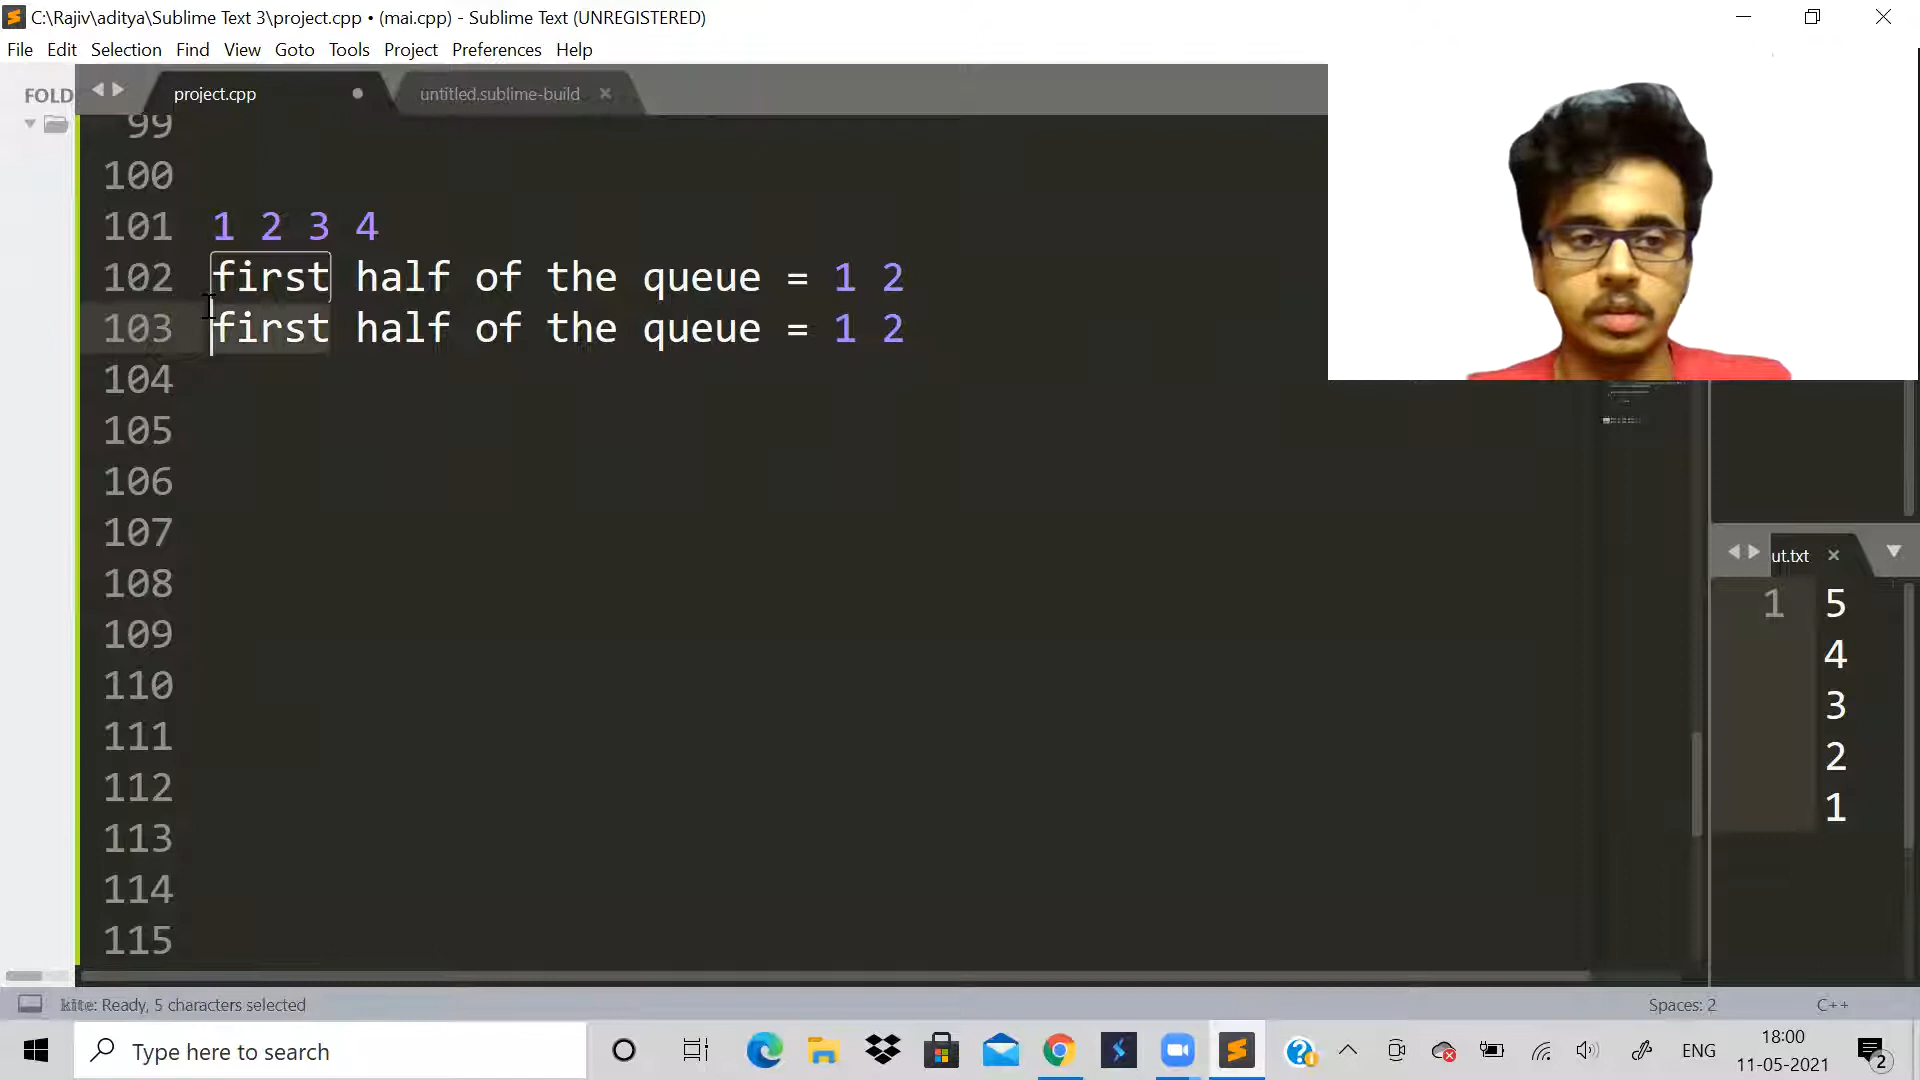 C:\Rajiv\aditya\Sublime Text 3\project.cpp • (mai.cpp) - Sublime Text (UNREGISTERED)
File Edit Selection Find View Goto Tools Project Preferences Help
FOLD
project.cpp
untitled.sublime-build
99
100
101 1 2 3 4
102 first half of the queue = 1 2
103 first half of the queue = 1 2
104
105
106
107
108
109
110
111
112
113
114
115
ut.txt
1 5
4
3
2
1
kite: Ready, 5 characters selected
Spaces: 2
C++
Type here to search
ENG
18:00
11-05-2021
2